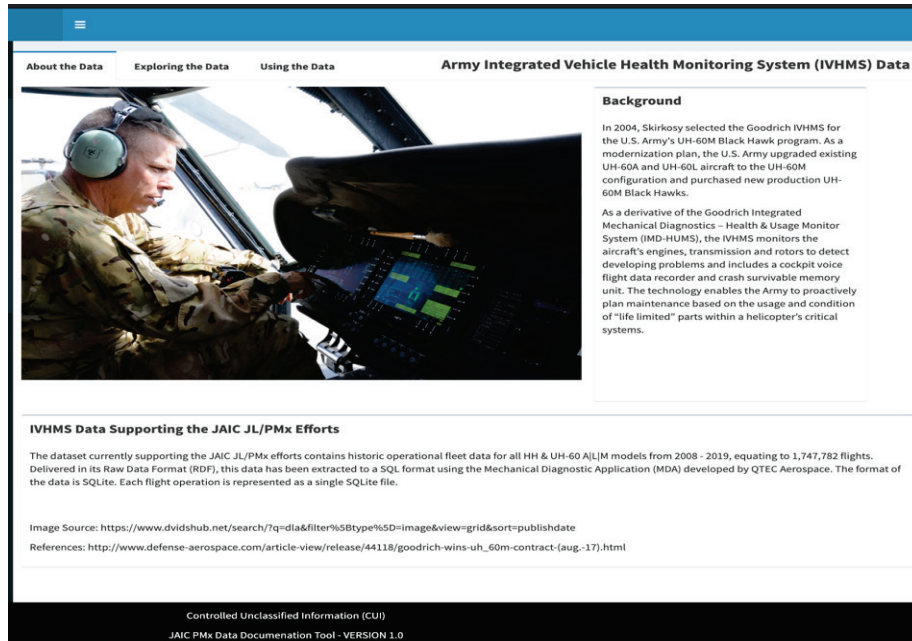 About the Data
Exploring the Data
Using the Data
Army Integrated Vehicle Health Monitoring System (IVHMS) Data
Background
In 2004, Skirkosy selected the Goodrich IVHMS for
the U.S. Army's UH-60M Black Hawk program. As a
modernization plan, the U.S. Army upgraded existing
UH-60A and UH-60L aircraft to the UH-60M
configuration and purchased new production UH-
60M Black Hawks.
As a derivative of the Goodrich Integrated
Mechanical Diagnostics – Health & Usage Monitor
System (IMD-HUMS), the IVHMS monitors the
aircraft's engines, transmission and rotors to detect
developing problems and includes a cockpit voice
flight data recorder and crash survivable memory
unit. The technology enables the Army to proactively
plan maintenance based on the usage and condition
of "life limited" parts within a helicopter's critical
systems.
IVHMS Data Supporting the JAIC JL/PMx Efforts
The dataset currently supporting the JAIC JL/PMx efforts contains historic operational fleet data for all HH & UH-60 A|L|M models from 2008 - 2019, equating to 1,747,782 flights.
Delivered in its Raw Data Format (RDF), this data has been extracted to a SQL format using the Mechanical Diagnostic Application (MDA) developed by QTEC Aerospace. The format of
the data is SQLite. Each flight operation is represented as a single SQLite file.
Image Source: https://www.dvidshub.net/search/?q=dla&filter%5Btype%5D=image&view=grid&sort=publishdate
References: http://www.defense-aerospace.com/article-view/release/44118/goodrich-wins-uh_60m-contract-(aug.-17).html
Controlled Unclassified Information (CUI)
JAIC PMx Data Documenation Tool - VERSION 1.0